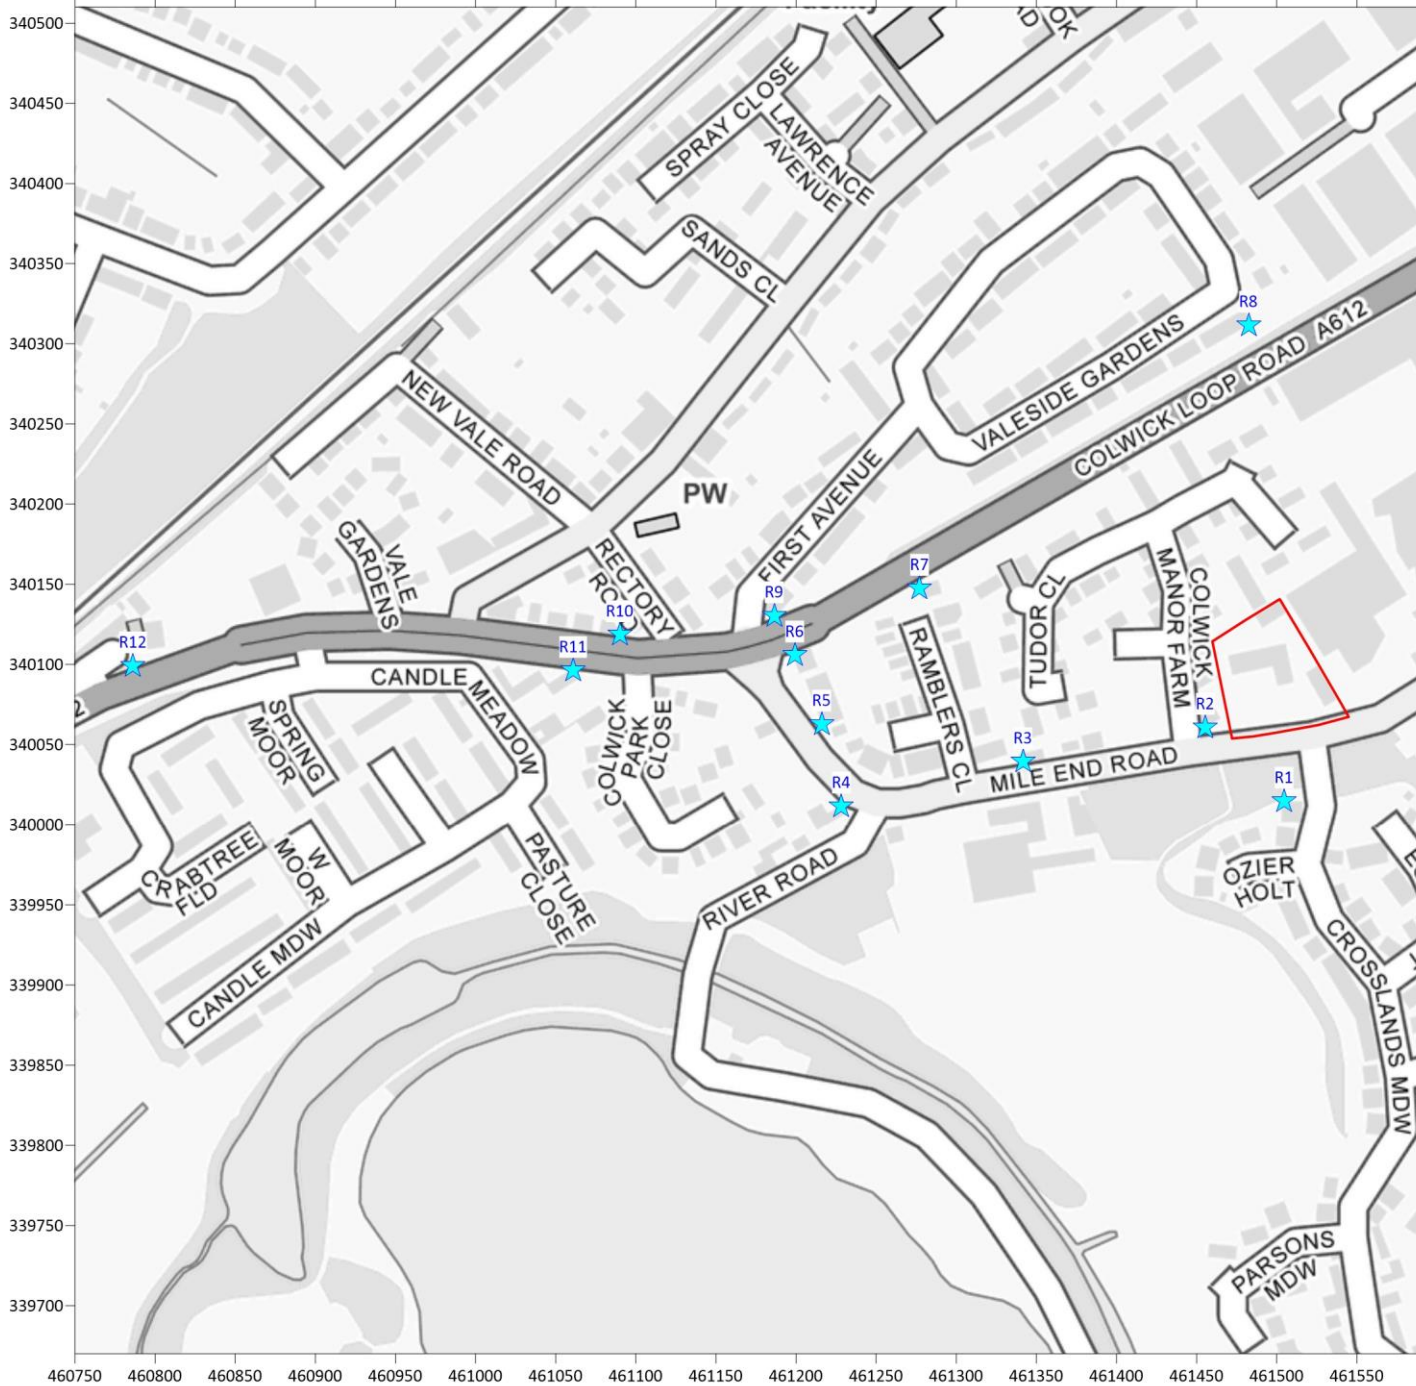 340500
340450
340400
340350
340300
340250
340200
340150
340100
340050
340000
339950
339900
339850
339800
339750
339700
OK
SPRAY CLOSE
LAWRENCE
AVENUE
SANDS CL
R8
COLWICK LOOP ROAD A612
VALESIDE GARDENS
NEW VALE ROAD
PW
FIRST AVENUE
VALE
GARDENS
RECTORY
R7
R9
R10
R6
R11
R12
TUDOR CL
MANOR FARM
COLWICK
RAMBLERS CL
CANDLE
MEADOW
SPRING
MOOR
COLWICK
PARK
CLOSE
R5
R2
R3
MILE END ROAD
R4
R1
PASTURE
CLOSE
CRABTREE
FLD
W
MOOR
RIVER ROAD
OZIER
HOLT
CANDLE MDW
CROSSLANDS MDW
PARSONS
MDW
460750 460800 460850 460900 460950 461000 461050 461100 461150 461200 461250 461300 461350 461400 461450 461500 461550